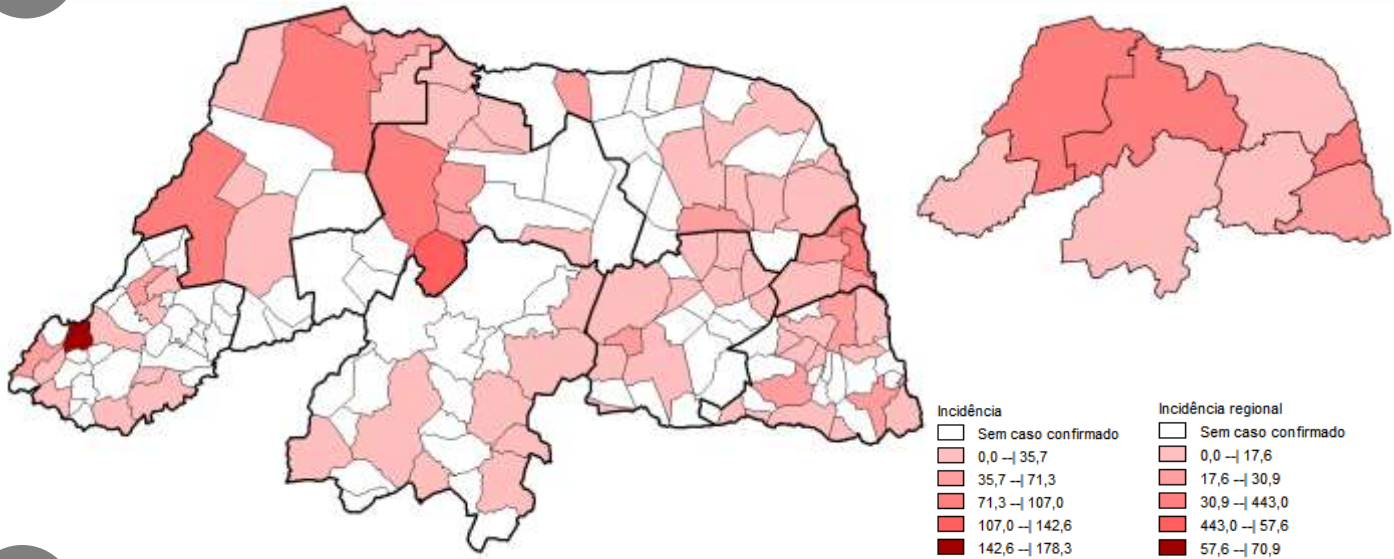 Incidência
Sem caso confirmado
0,0 --| 35,7
35,7 --| 71,3
71,3 --| 107,0
107,0 --| 142,6
142,6 --| 178,3
Incidência regional
Sem caso confirmado
0,0 --| 17,6
17,6 --| 30,9
30,9 --| 443,0
443,0 --| 57,6
57,6 --| 70,9